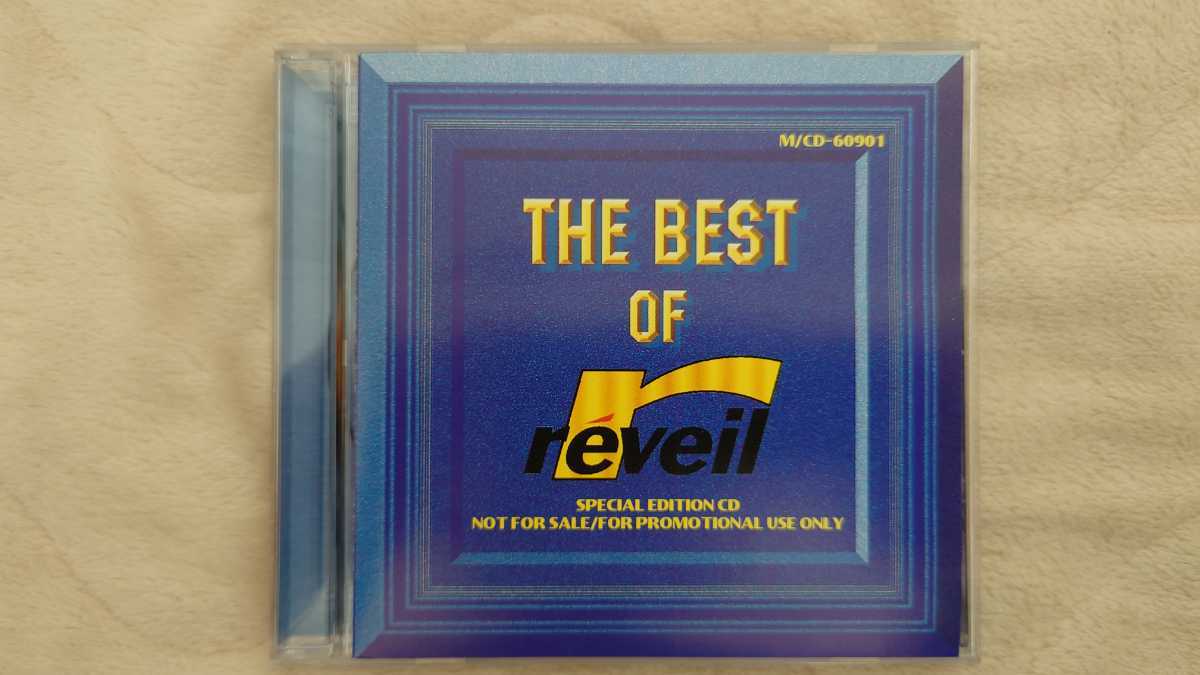 M/CD-60901
THE BEST
OF
réveil
SPECIAL EDITION CD
NOT FOR SALE/FOR PROMOTIONAL USE ONLY